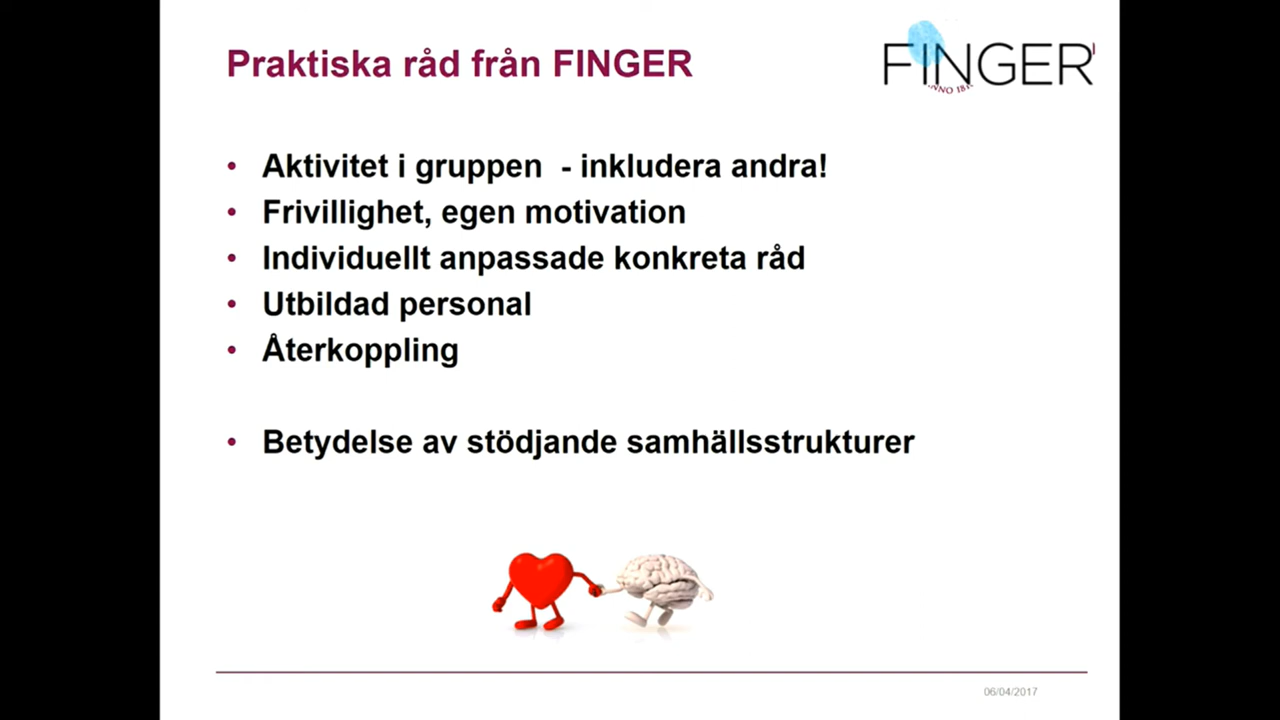 Praktiska råd från FINGER
FINGER
• Aktivitet i gruppen - inkludera andra!
• Frivillighet, egen motivation
• Individuellt anpassade konkreta råd
• Utbildad personal
• Återkoppling
• Betydelse av stödjande samhällsstrukturer
06/04/2017